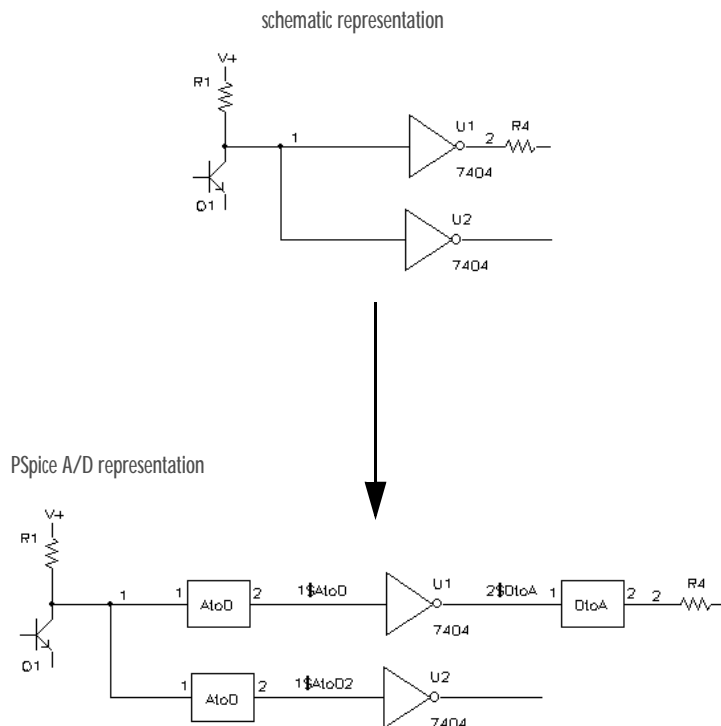 schematic representation
V+
R1
1
U1
2
R4
7404
Q1
U2
7404
PSpice A/D representation
V+
R1
1
1
AtoD
2
1$AtoD
U1
2$DtoA
1
DtoA
2
2
R4
7404
Q1
1
AtoD
2
1$AtoD2
U2
7404